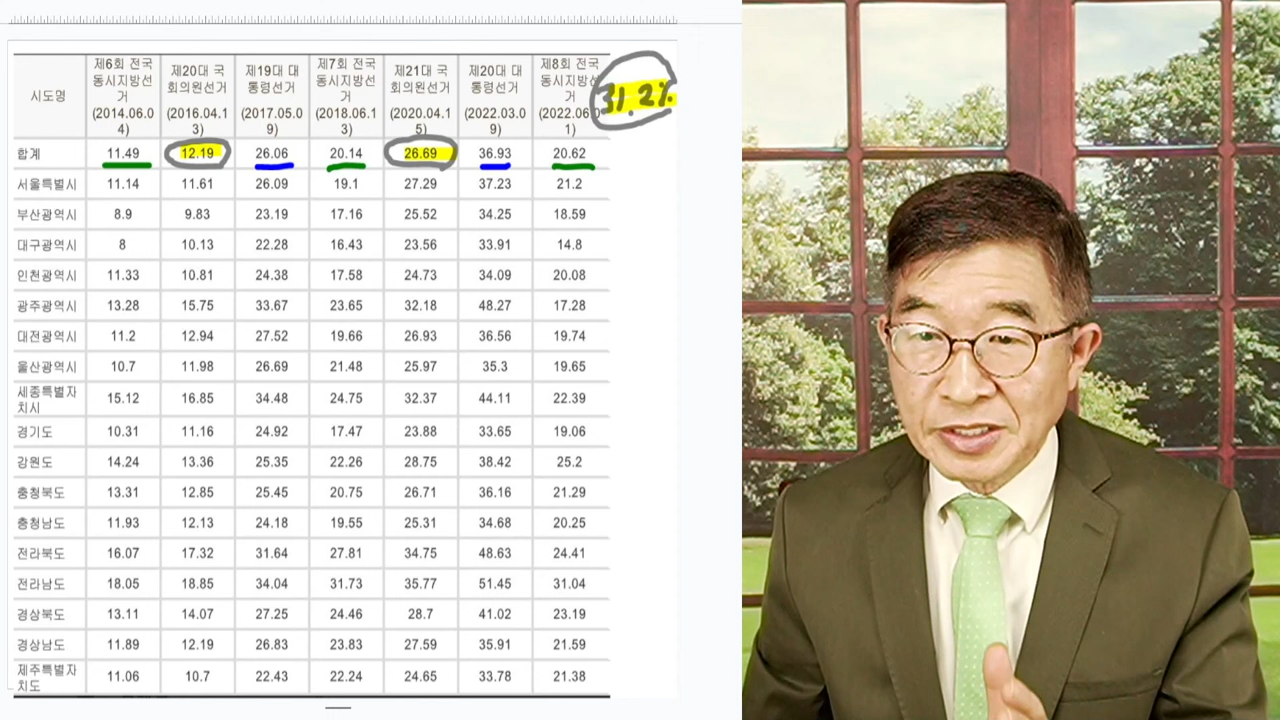 시도명 제6회 전국동시지방선거(2014.06.04) 제20대 국회의원선거(2016.04.13) 제19대 대통령선거(2017.05.09) 제7회 전국동시지방선거(2018.06.13) 제21대 국회의원선거(2020.04.15) 제20대 대통령선거(2022.03.09) 제8회 전국동시지방선거(2022.06.01) 31.2%
합계 11.49 12.19 26.06 20.14 26.69 36.93 20.62
서울특별시 11.14 11.61 26.09 19.1 27.29 37.23 21.2
부산광역시 8.9 9.83 23.19 17.16 25.52 34.25 18.59
대구광역시 8 10.13 22.28 16.43 23.56 33.91 14.8
인천광역시 11.33 10.81 24.38 17.58 24.73 34.09 20.08
광주광역시 13.28 15.75 33.67 23.65 32.18 48.27 17.28
대전광역시 11.2 12.94 27.52 19.66 26.93 36.56 19.74
울산광역시 10.7 11.98 26.69 21.48 25.97 35.3 19.65
세종특별자치시 15.12 16.85 34.48 24.75 32.37 44.11 22.39
경기도 10.31 11.16 24.92 17.47 23.88 33.65 19.06
강원도 14.24 13.36 25.35 22.26 28.75 38.42 25.2
충청북도 13.31 12.85 25.45 20.75 26.71 36.16 21.29
충청남도 11.93 12.13 24.18 19.55 25.31 34.68 20.25
전라북도 16.07 17.32 31.64 27.81 34.75 48.63 24.41
전라남도 18.05 18.85 34.04 31.73 35.77 51.45 31.04
경상북도 13.11 14.07 27.25 24.46 28.7 41.02 23.19
경상남도 11.89 12.19 26.83 23.83 27.59 35.91 21.59
제주특별자치도 11.06 10.7 22.43 22.24 24.65 33.78 21.38